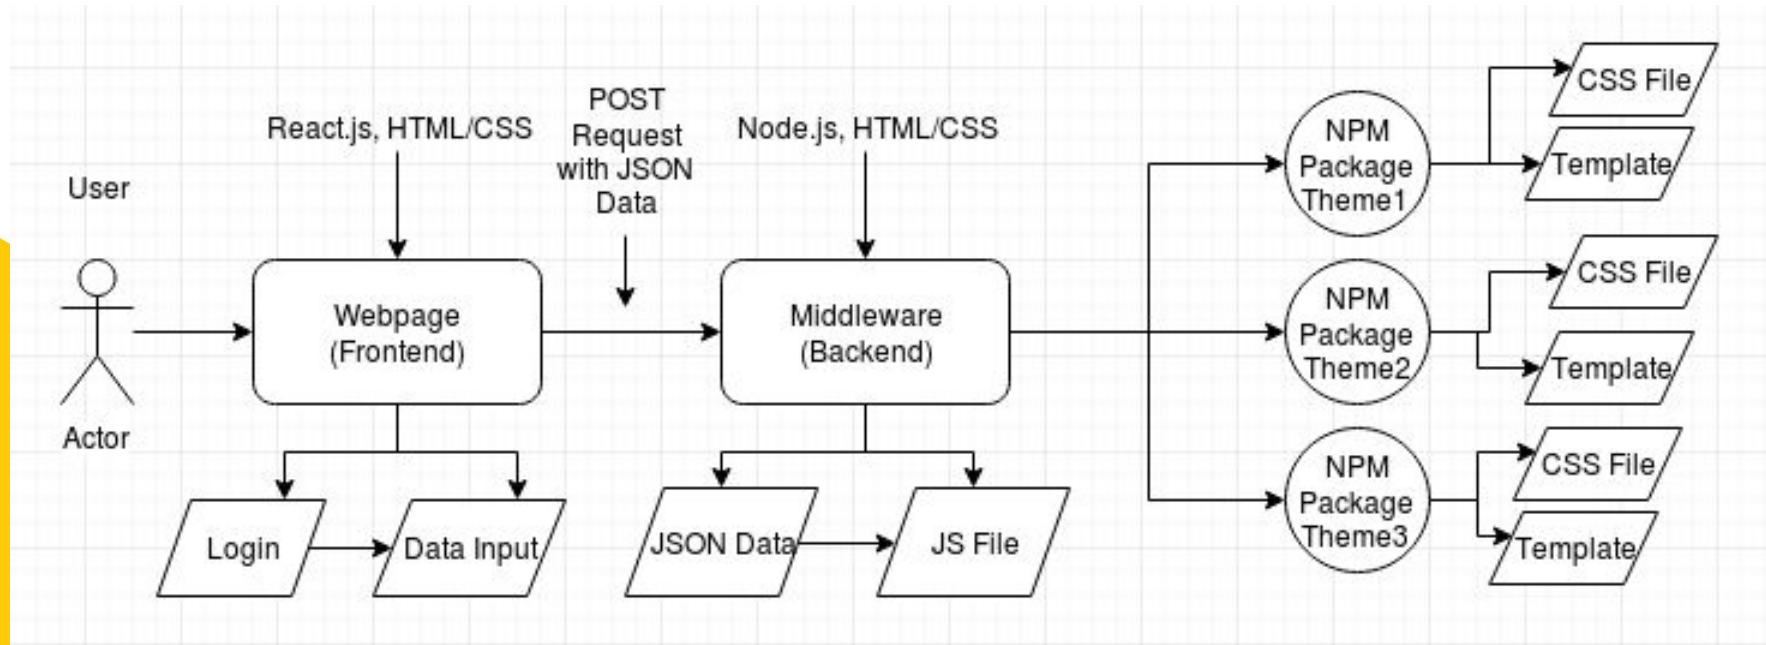 User
Actor
React.js, HTML/CSS
Webpage
(Frontend)
Login
Data Input
POST
Request
with JSON
Data
Node.js, HTML/CSS
Middleware
(Backend)
JSON Data
JS File
NPM
Package
Theme1
CSS File
Template
NPM
Package
Theme2
CSS File
Template
NPM
Package
Theme3
CSS File
Template